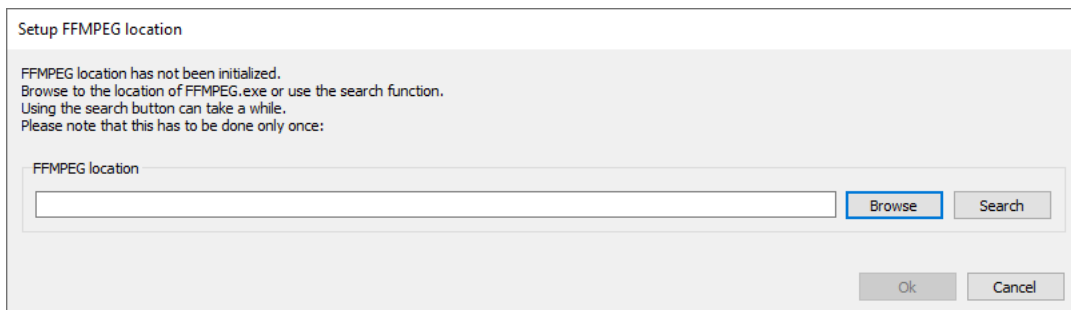 Setup FFMPEG location
FFMPEG location has not been initialized.
Browse to the location of FFMPEG.exe or use the search function.
Using the search button can take a while.
Please note that this has to be done only once:
FFMPEG location
Browse
Search
Ok
Cancel